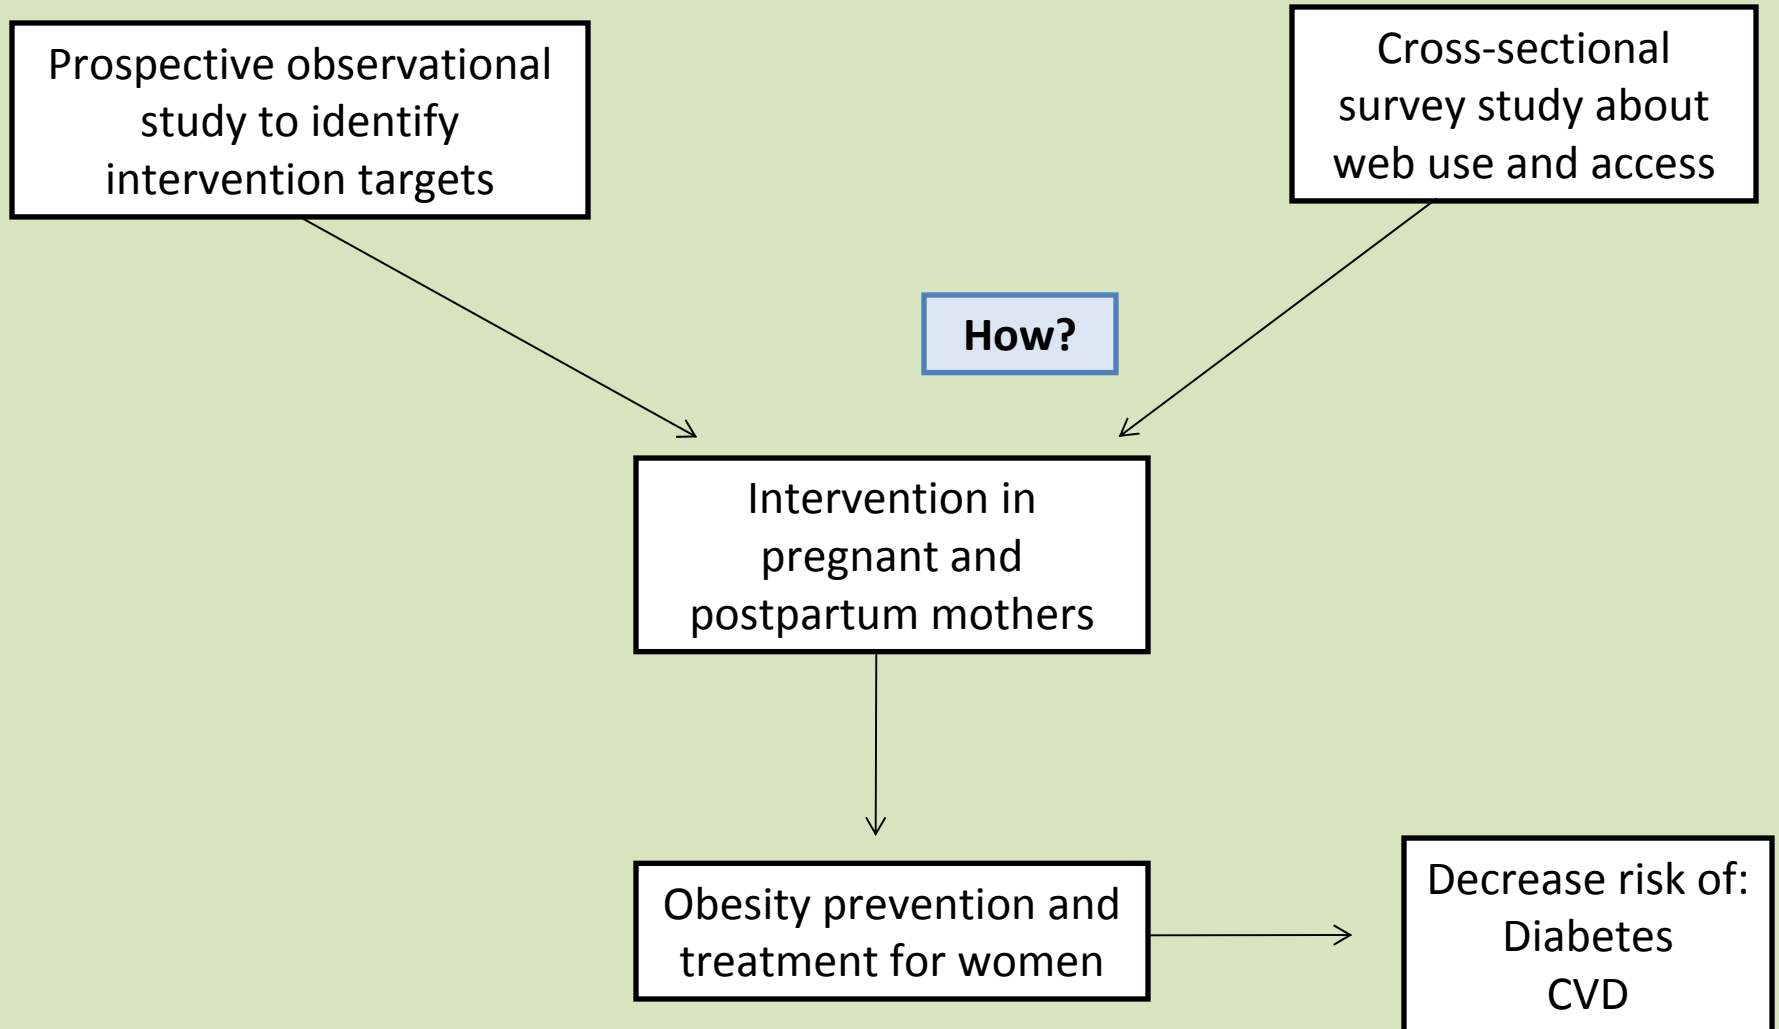 Prospective observational
study to identify
intervention targets
Cross-sectional
survey study about
web use and access
How?
Intervention in
pregnant and
postpartum mothers
Obesity prevention and
treatment for women
Decrease risk of:
Diabetes
CVD